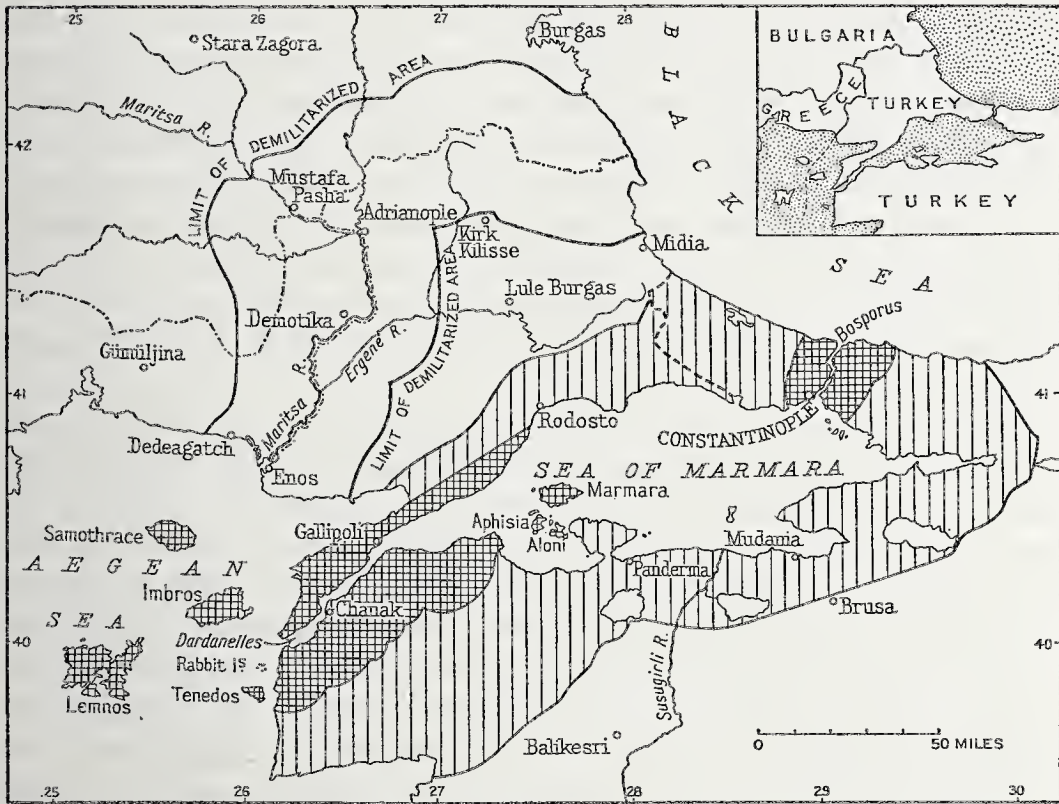 25
26
27
28
Stara Zagora
Burgas
BLACK
SEA
BULGARIA
GREECE
TURKEY
TURKEY
Maritsa R.
42
LIMIT OF DEMILITARIZED AREA
Mustafa
Pasha
Adrianople
Kirk
Kilisse
Midia
LIMIT OF DEMILITARIZED AREA
Lule Burgas
Bosporus
Demotika
Ergene R.
Gümüljina
41
41
Maritsa R.
Rodosto
CONSTANTINOPLE
Dedeagatch
Enos
SEA OF MARMARA
Marmara
Samothrace
Gallipoli
Aphisia
Aloni
Mudania
AEGEAN
SEA
Panderma
Imbros
Chanak
Brusa
40
40
Dardanelles
Rabbit Is
Tenedos
Lemnos
Susugirli R.
Balikesri
0 50 MILES
25
26
27
28
29
30